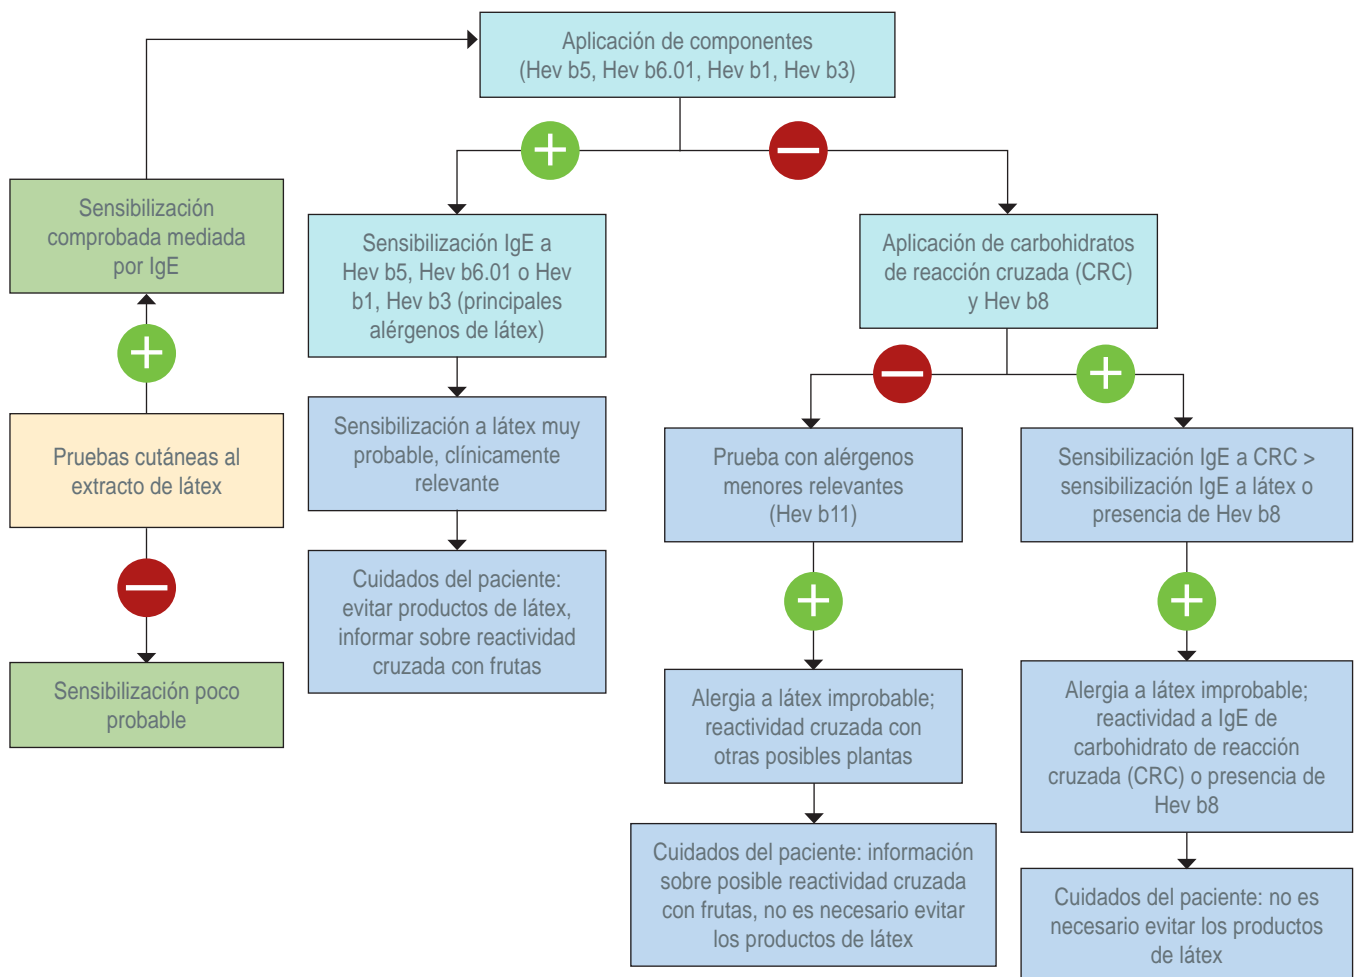 Aplicación de componentes
(Hev b5, Hev b6.01, Hev b1, Hev b3)
Sensibilización
comprobada mediada
por IgE
Pruebas cutáneas al
extracto de látex
Sensibilización poco
probable
Sensibilización IgE a
Hev b5, Hev b6.01 o Hev
b1, Hev b3 (principales
alérgenos de látex)
Sensibilización a látex muy
probable, clínicamente
relevante
Cuidados del paciente:
evitar productos de látex,
informar sobre reactividad
cruzada con frutas
Aplicación de carbohidratos
de reacción cruzada (CRC)
y Hev b8
Prueba con alérgenos
menores relevantes
(Hev b11)
Alergia a látex improbable;
reactividad cruzada con
otras posibles plantas
Cuidados del paciente: información
sobre posible reactividad cruzada
con frutas, no es necesario evitar
los productos de látex
Sensibilización IgE a CRC >
sensibilización IgE a látex o
presencia de Hev b8
Alergia a látex improbable;
reactividad a IgE de
carbohidrato de reacción
cruzada (CRC) o presencia de
Hev b8
Cuidados del paciente: no es
necesario evitar los productos
de látex